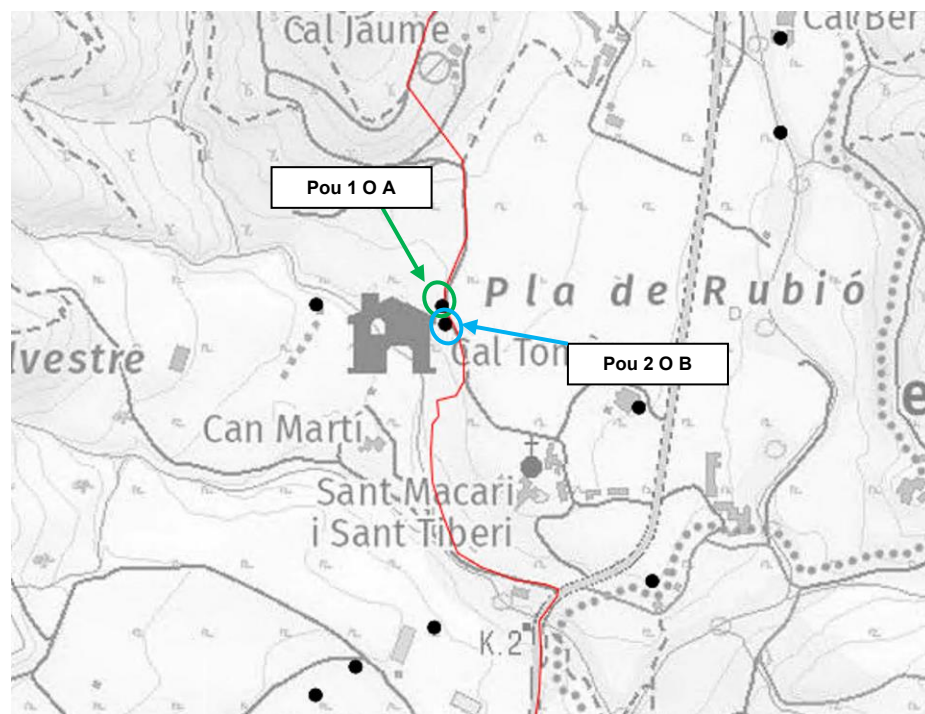 Cal Jaume
Cal Ber
Pou 1 O A
Pla de Rubió
D
lvestre
Cal Ton
Pou 2 O B
e
Can Martí
Sant Macari
i Sant Tiberi
K.2